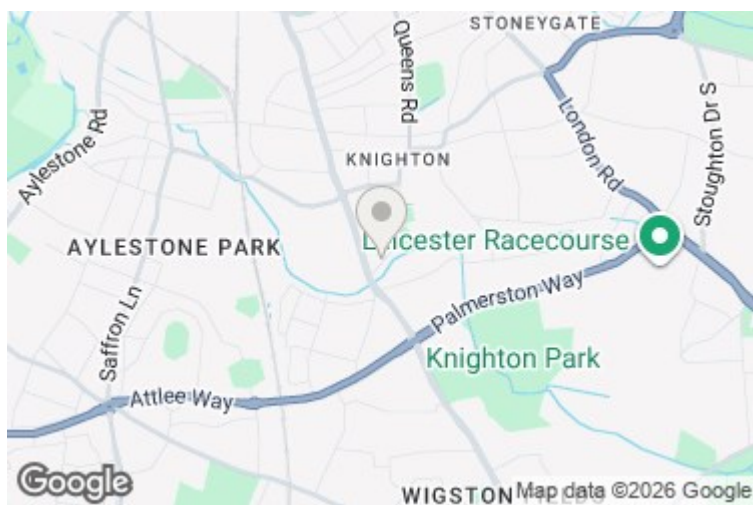 STONEYGATE
Queens Rd
London Rd
Stoughton Dr S
Aylestone Rd
KNIGHTON
AYLESTONE PARK
Leicester Racecourse
Saffron Ln
Palmerston Way
Knighton Park
Attlee Way
Google
WIGSTON FIELDS
Map data ©2026 Google